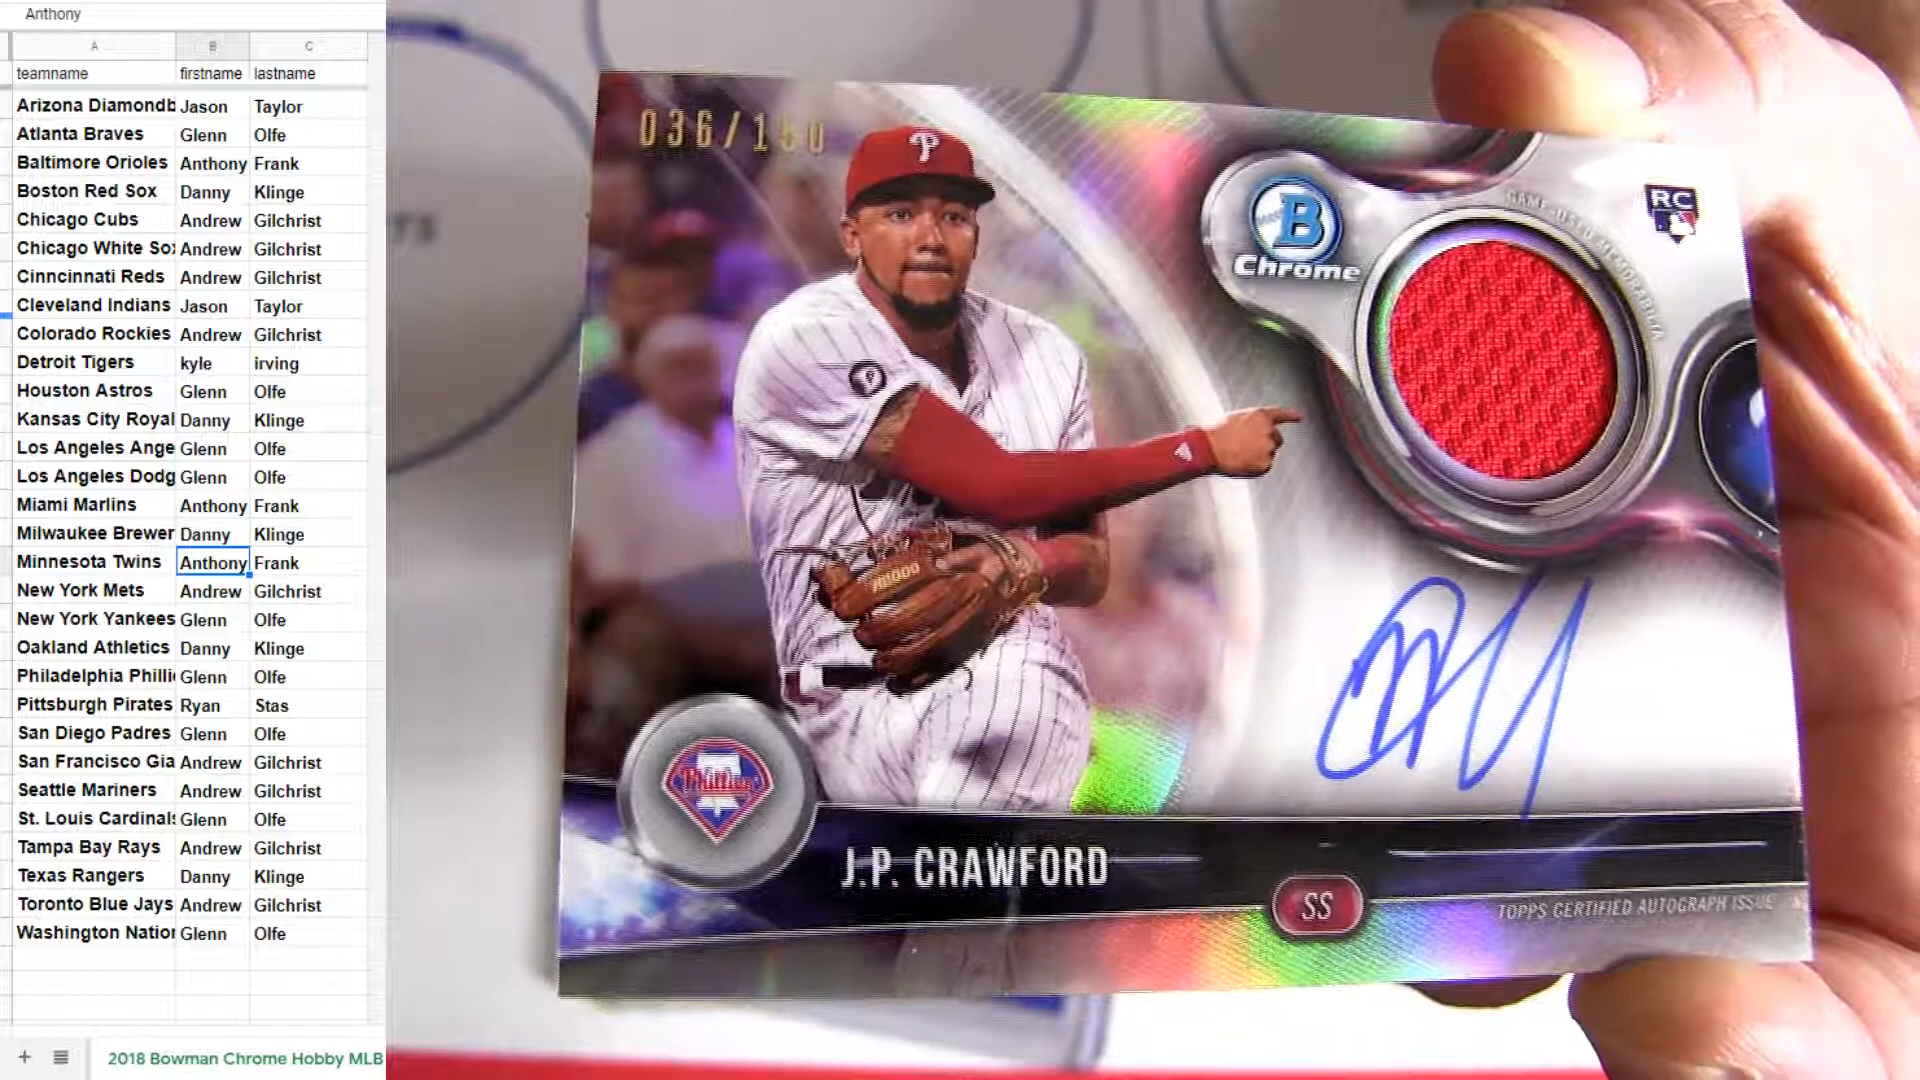 Anthony
A B C
teamname firstname lastname
Arizona Diamondb Jason Taylor
Atlanta Braves Glenn Olfe
Baltimore Orioles Anthony Frank
Boston Red Sox Danny Klinge
Chicago Cubs Andrew Gilchrist
Chicago White Sox Andrew Gilchrist
Cinncinnati Reds Andrew Gilchrist
Cleveland Indians Jason Taylor
Colorado Rockies Andrew Gilchrist
Detroit Tigers kyle irving
Houston Astros Glenn Olfe
Kansas City Royal Danny Klinge
Los Angeles Ange Glenn Olfe
Los Angeles Dodg Glenn Olfe
Miami Marlins Anthony Frank
Milwaukee Brewer Danny Klinge
Minnesota Twins Anthony Frank
New York Mets Andrew Gilchrist
New York Yankees Glenn Olfe
Oakland Athletics Danny Klinge
Philadelphia Philli Glenn Olfe
Pittsburgh Pirates Ryan Stas
San Diego Padres Glenn Olfe
San Francisco Gia Andrew Gilchrist
Seattle Mariners Andrew Gilchrist
St. Louis Cardinals Glenn Olfe
Tampa Bay Rays Andrew Gilchrist
Texas Rangers Danny Klinge
Toronto Blue Jays Andrew Gilchrist
Washington Nation Glenn Olfe
2018 Bowman Chrome Hobby MLB
036/150
P
B
Chrome
GAME-USED MEMORABILIA
RC
Phillies
J.P. CRAWFORD
SS
TOPPS CERTIFIED AUTOGRAPH ISSUE